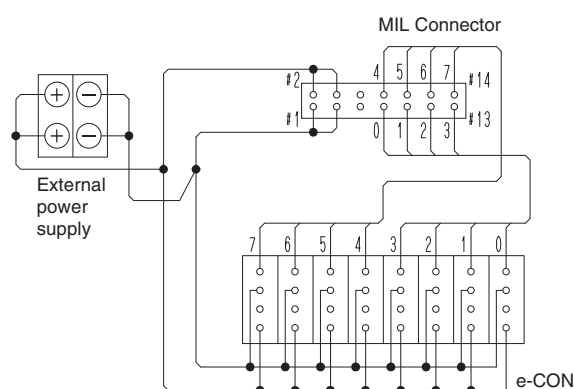 MIL Connector
#2 4 5 6 7 #14
#1 0 1 2 3 #13
+ −
+ −
External
power
supply
7 6 5 4 3 2 1 0
e-CON